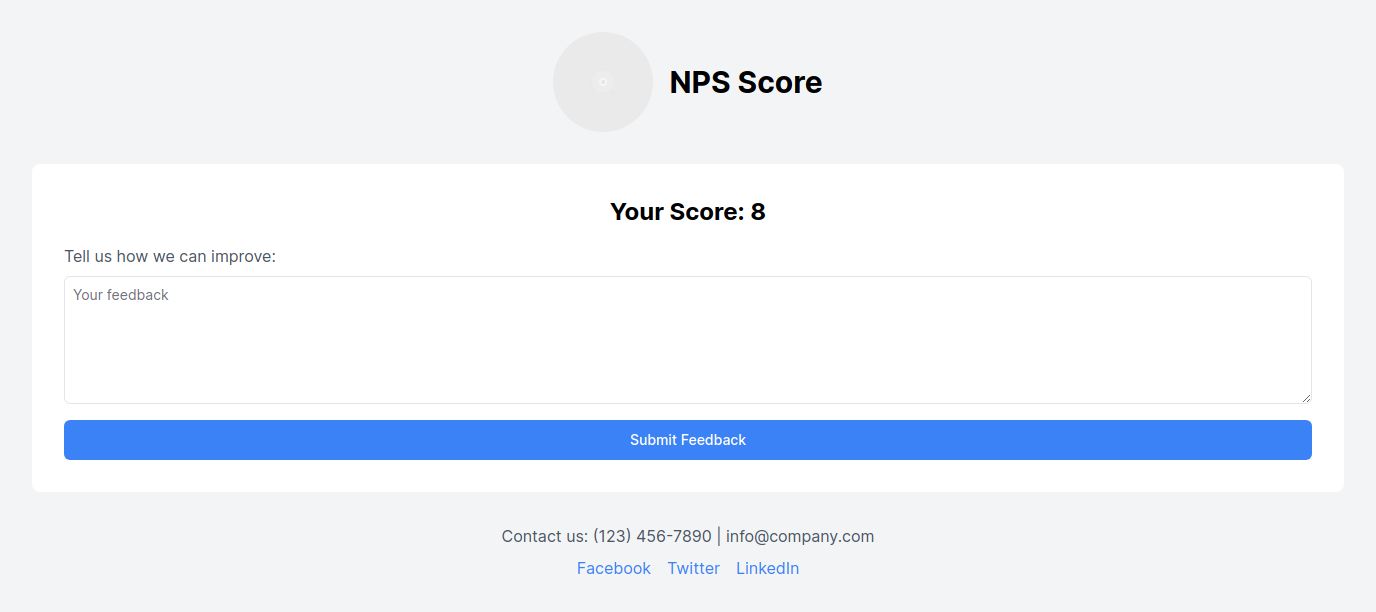 NPS Score
Your Score: 8
Tell us how we can improve:
Your feedback
Submit Feedback
Contact us: (123) 456-7890 | info@company.com
Facebook Twitter LinkedIn